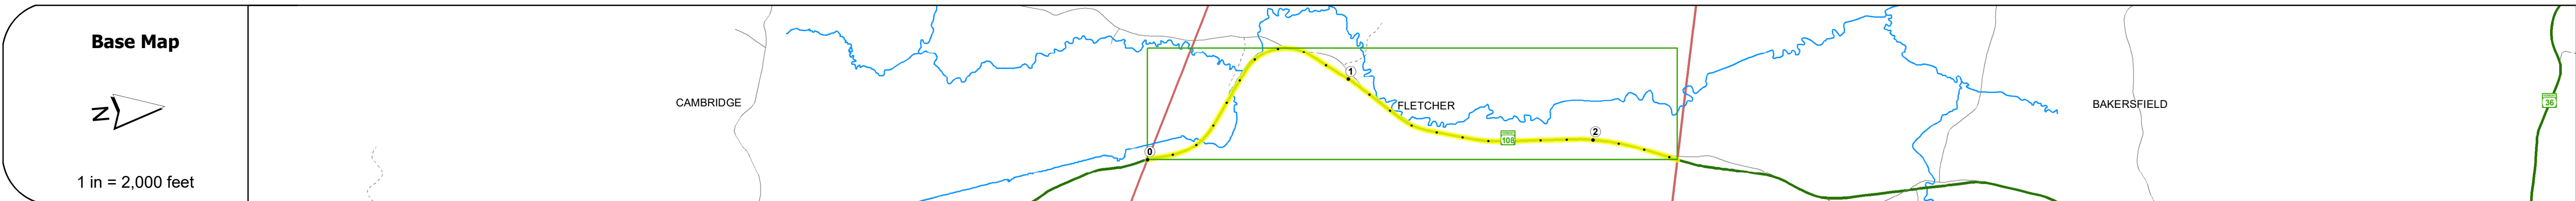 Base Map
N
1 in = 2,000 feet
CAMBRIDGE
0
1
FLETCHER
108
2
BAKERSFIELD
36